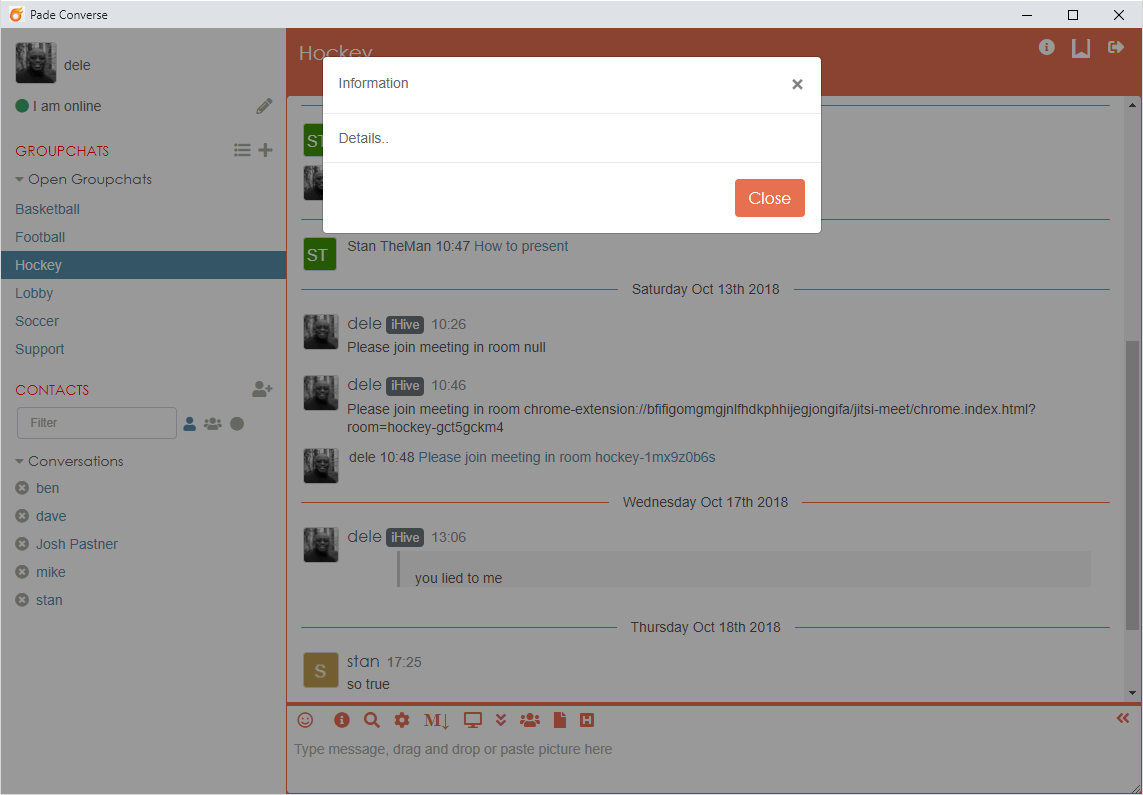 Pade Converse
dele
I am online
GROUPCHATS
Open Groupchats
Basketball
Football
Hockey
Lobby
Soccer
Support
CONTACTS
Filter
Conversations
ben
dave
Josh Pastner
mike
stan
Hockey
Information
×
Details..
Close
ST
ST
Stan TheMan 10:47 How to present
Saturday Oct 13th 2018
dele iHive 10:26
Please join meeting in room null
dele iHive 10:46
Please join meeting in room chrome-extension://bfifigomgmgjnlfhdkphhijegjongifa/jitsi-meet/chrome.index.html?
room=hockey-gct5gckm4
dele 10:48 Please join meeting in room hockey-1mx9z0b6s
Wednesday Oct 17th 2018
dele iHive 13:06
you lied to me
Thursday Oct 18th 2018
S
stan 17:25
so true
M↓
H
Type message, drag and drop or paste picture here